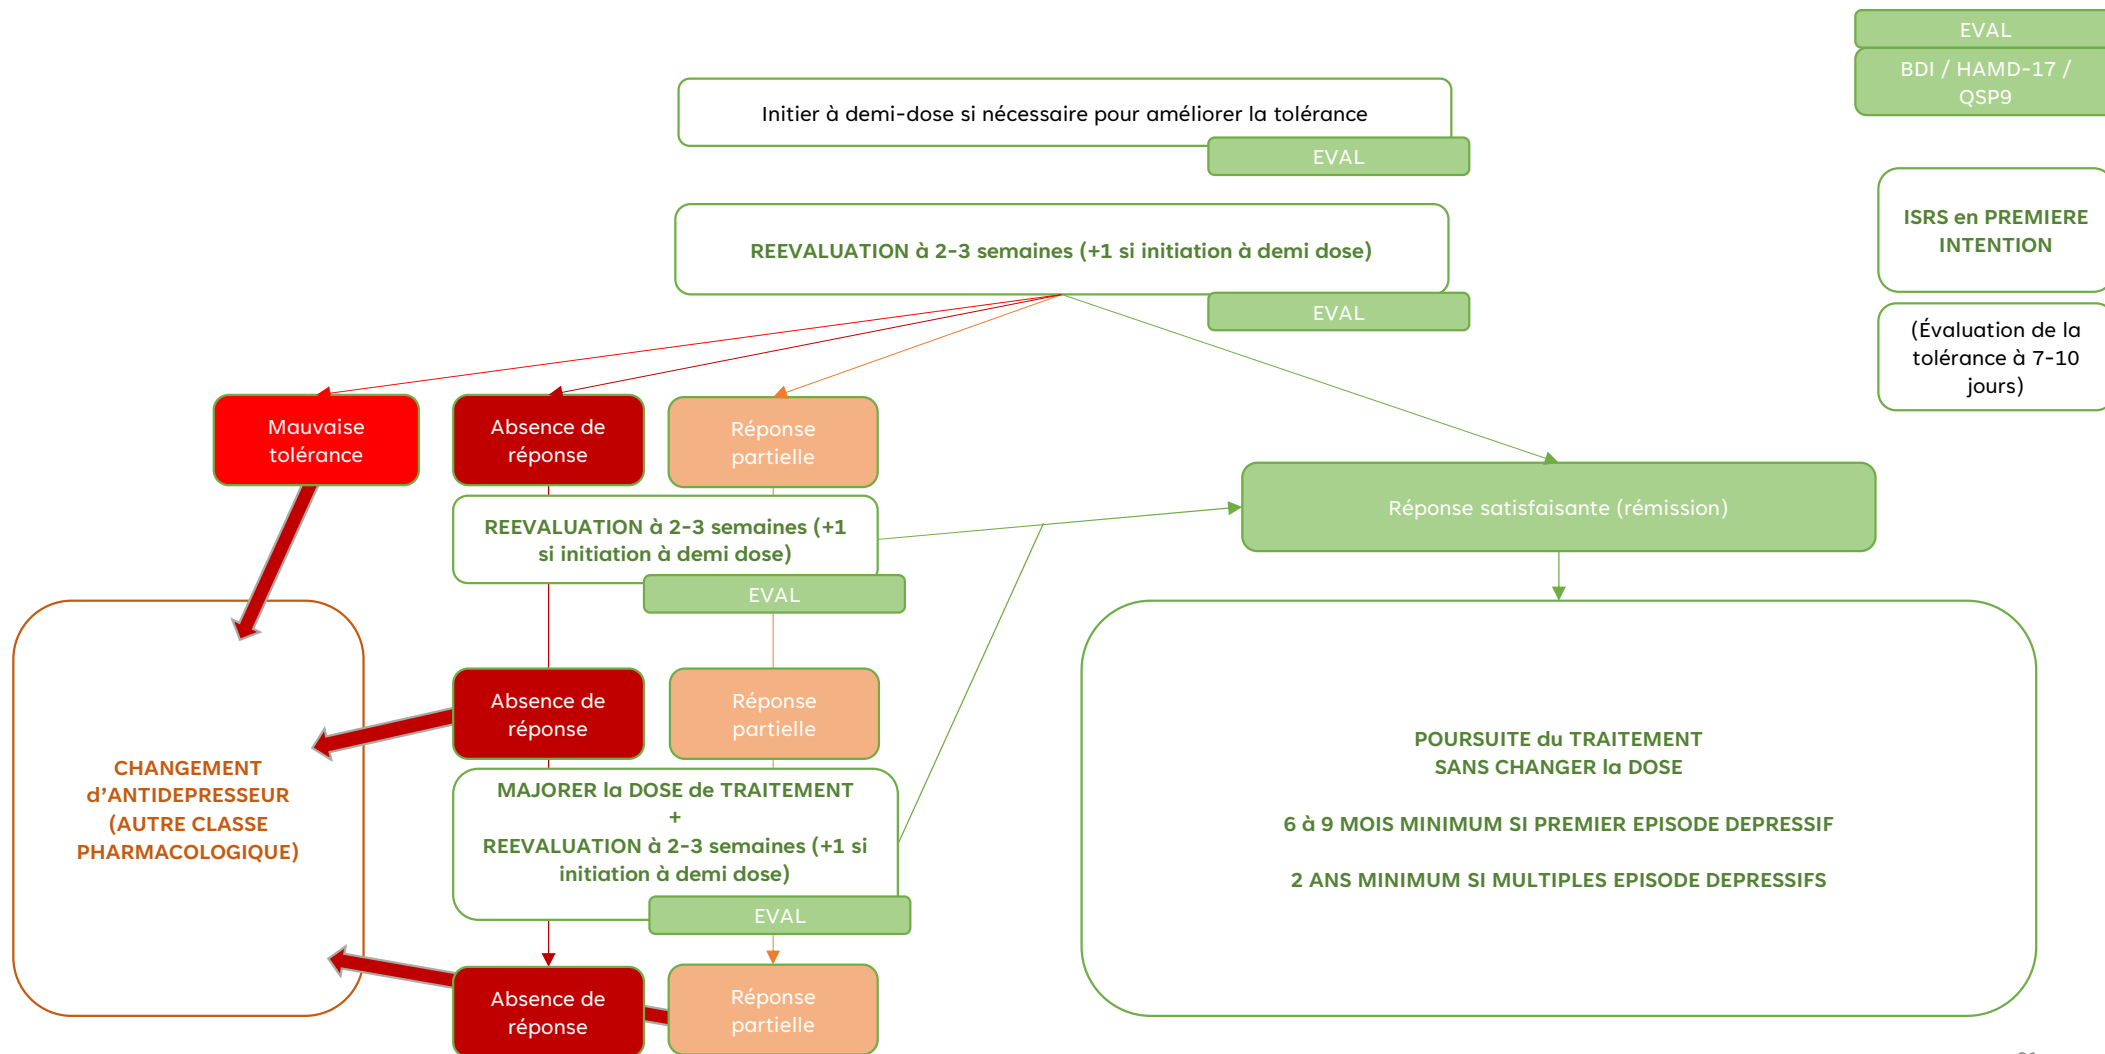 EVAL
BDI / HAMD-17 /
QSP9
Initier à demi-dose si nécessaire pour améliorer la tolérance
EVAL
ISRS en PREMIERE
INTENTION
REEVALUATION à 2-3 semaines (+1 si initiation à demi dose)
EVAL
(Évaluation de la
tolérance à 7-10
jours)
Mauvaise
tolérance
Absence de
réponse
Réponse
partielle
REEVALUATION à 2-3 semaines (+1
si initiation à demi dose)
EVAL
Réponse satisfaisante (rémission)
Absence de
réponse
Réponse
partielle
CHANGEMENT
d’ANTIDEPRESSEUR
(AUTRE CLASSE
PHARMACOLOGIQUE)
MAJORER la DOSE de TRAITEMENT
+
REEVALUATION à 2-3 semaines (+1 si
initiation à demi dose)
EVAL
POURSUITE du TRAITEMENT
SANS CHANGER la DOSE
6 à 9 MOIS MINIMUM SI PREMIER EPISODE DEPRESSIF
2 ANS MINIMUM SI MULTIPLES EPISODE DEPRESSIFS
Absence de
réponse
Réponse
partielle